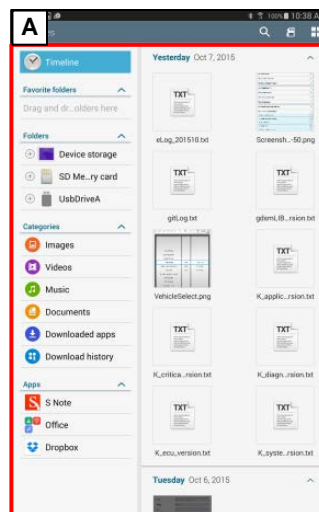 A
100% 10:38 A
Timeline
Favorite folders
Drag and dr...olders here
Folders
Device storage
SD Me...ry card
UsbDriveA
Categories
Images
Videos
Music
Documents
Downloaded apps
Download history
Apps
S Note
Office
Dropbox
Yesterday Oct 7, 2015
TXT
eLog_201510.txt
Screensh...-50.png
TXT
TXT
gitLog.txt
gdsmLIB...rsion.txt
TXT
VehicleSelect.png
K_applic...rsion.txt
TXT
TXT
K_critica...rsion.txt
K_diagn...rsion.txt
TXT
TXT
K_ecu_version.txt
K_syste...rsion.txt
Tuesday Oct 6, 2015